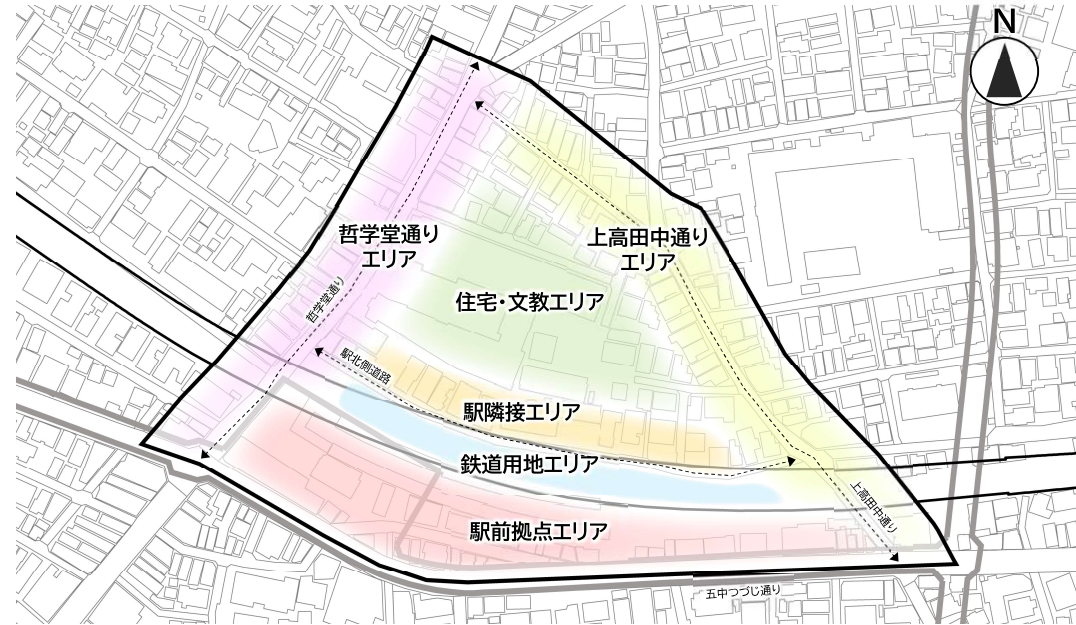 N
哲学堂通り
エリア
上高田中通り
エリア
哲学堂通り
住宅・文教エリア
駅北側道路
駅隣接エリア
鉄道用地エリア
上高田中通り
駅前拠点エリア
五中つづじ通り